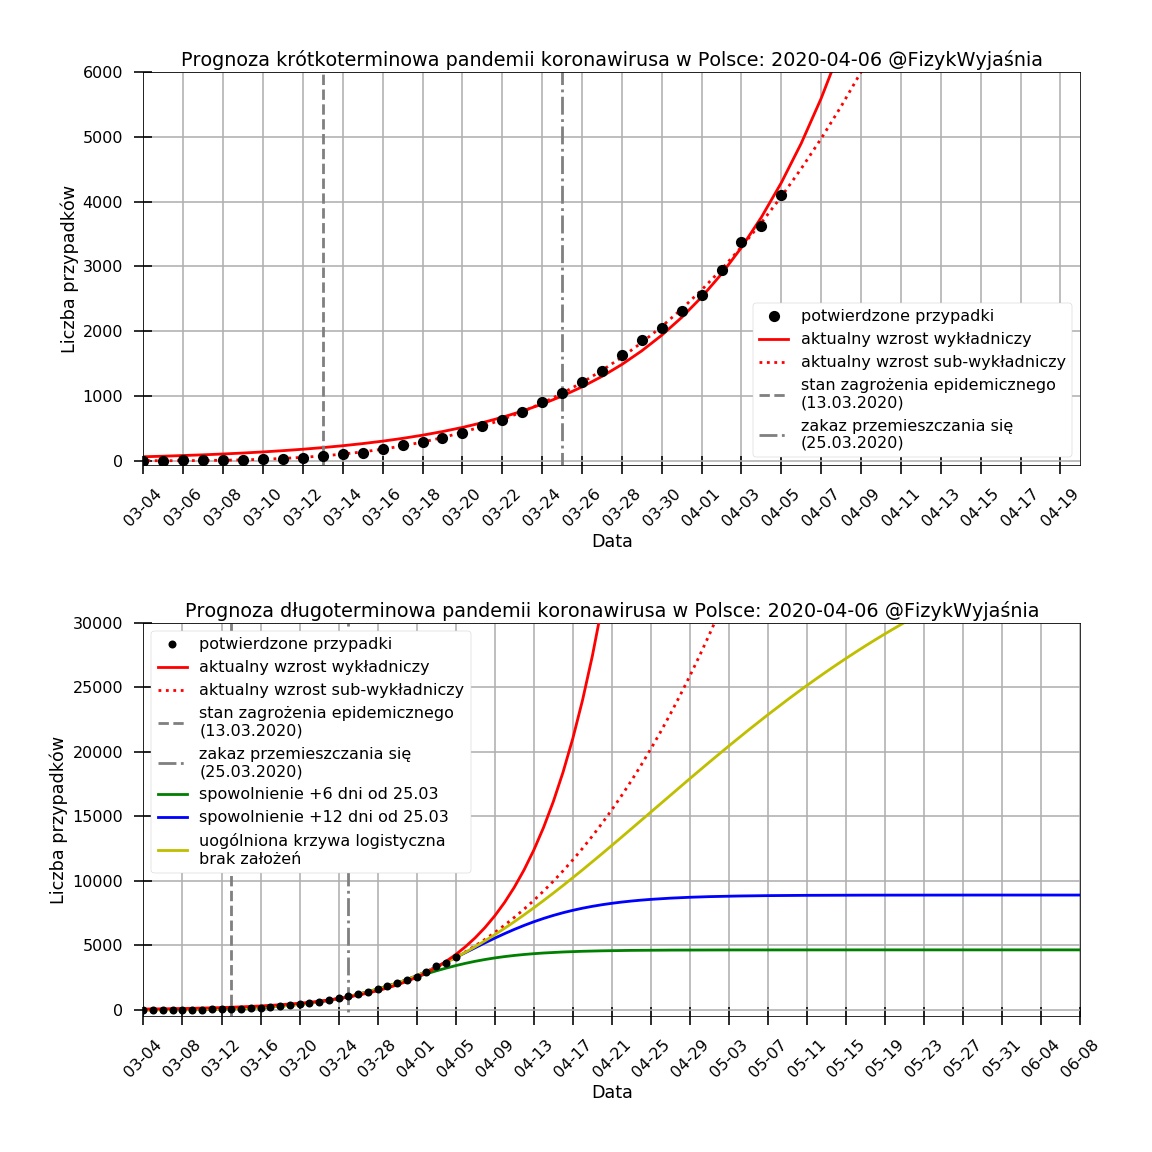 Prognoza krótkoterminowa pandemii koronawirusa w Polsce: 2020-04-06 @FizykWyjaśnia
6000
5000
4000
3000
2000
1000
0
Liczba przypadków
potwierdzone przypadki
aktualny wzrost wykładniczy
aktualny wzrost sub-wykładniczy
stan zagrożenia epidemicznego
(13.03.2020)
zakaz przemieszczania się
(25.03.2020)
03-04 03-06 03-08 03-10 03-12 03-14 03-16 03-18 03-20 03-22 03-24 03-26 03-28 03-30 04-01 04-03 04-05 04-07 04-09 04-11 04-13 04-15 04-17 04-19
Data
Prognoza długoterminowa pandemii koronawirusa w Polsce: 2020-04-06 @FizykWyjaśnia
30000
25000
20000
15000
10000
5000
0
Liczba przypadków
potwierdzone przypadki
aktualny wzrost wykładniczy
aktualny wzrost sub-wykładniczy
stan zagrożenia epidemicznego
(13.03.2020)
zakaz przemieszczania się
(25.03.2020)
spowolnienie +6 dni od 25.03
spowolnienie +12 dni od 25.03
uogólniona krzywa logistyczna
brak założeń
03-04 03-08 03-12 03-16 03-20 03-24 03-28 04-01 04-05 04-09 04-13 04-17 04-21 04-25 04-29 05-03 05-07 05-11 05-15 05-19 05-23 05-27 05-31 06-04 06-08
Data